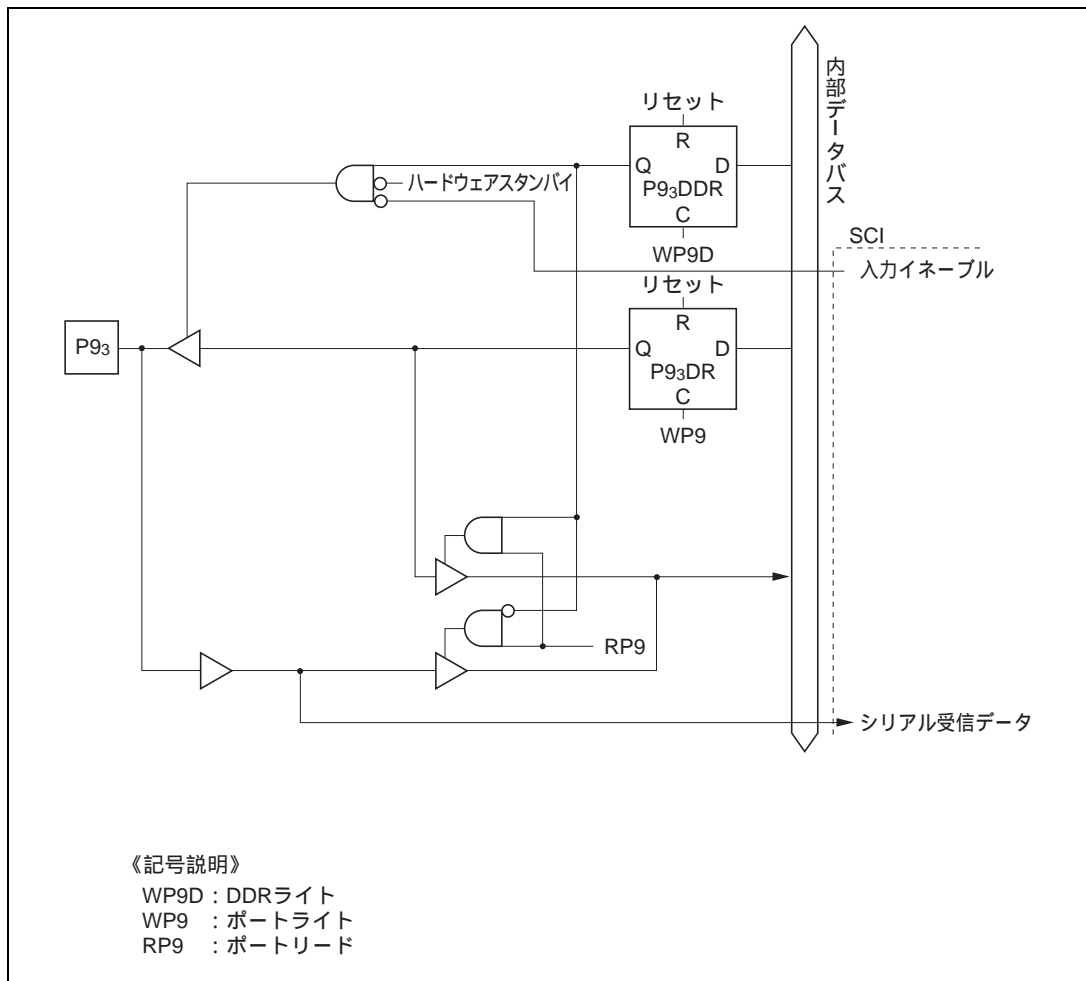 内部データバス
リセット
R
Q D
P93DDR
C
ハードウェアスタンバイ
WP9D
SCI
入力イネーブル
リセット
R
P93
Q D
P93DR
C
WP9
RP9
シリアル受信データ
《記号説明》
WP9D : DDRライト
WP9 : ポートライト
RP9 : ポートリード